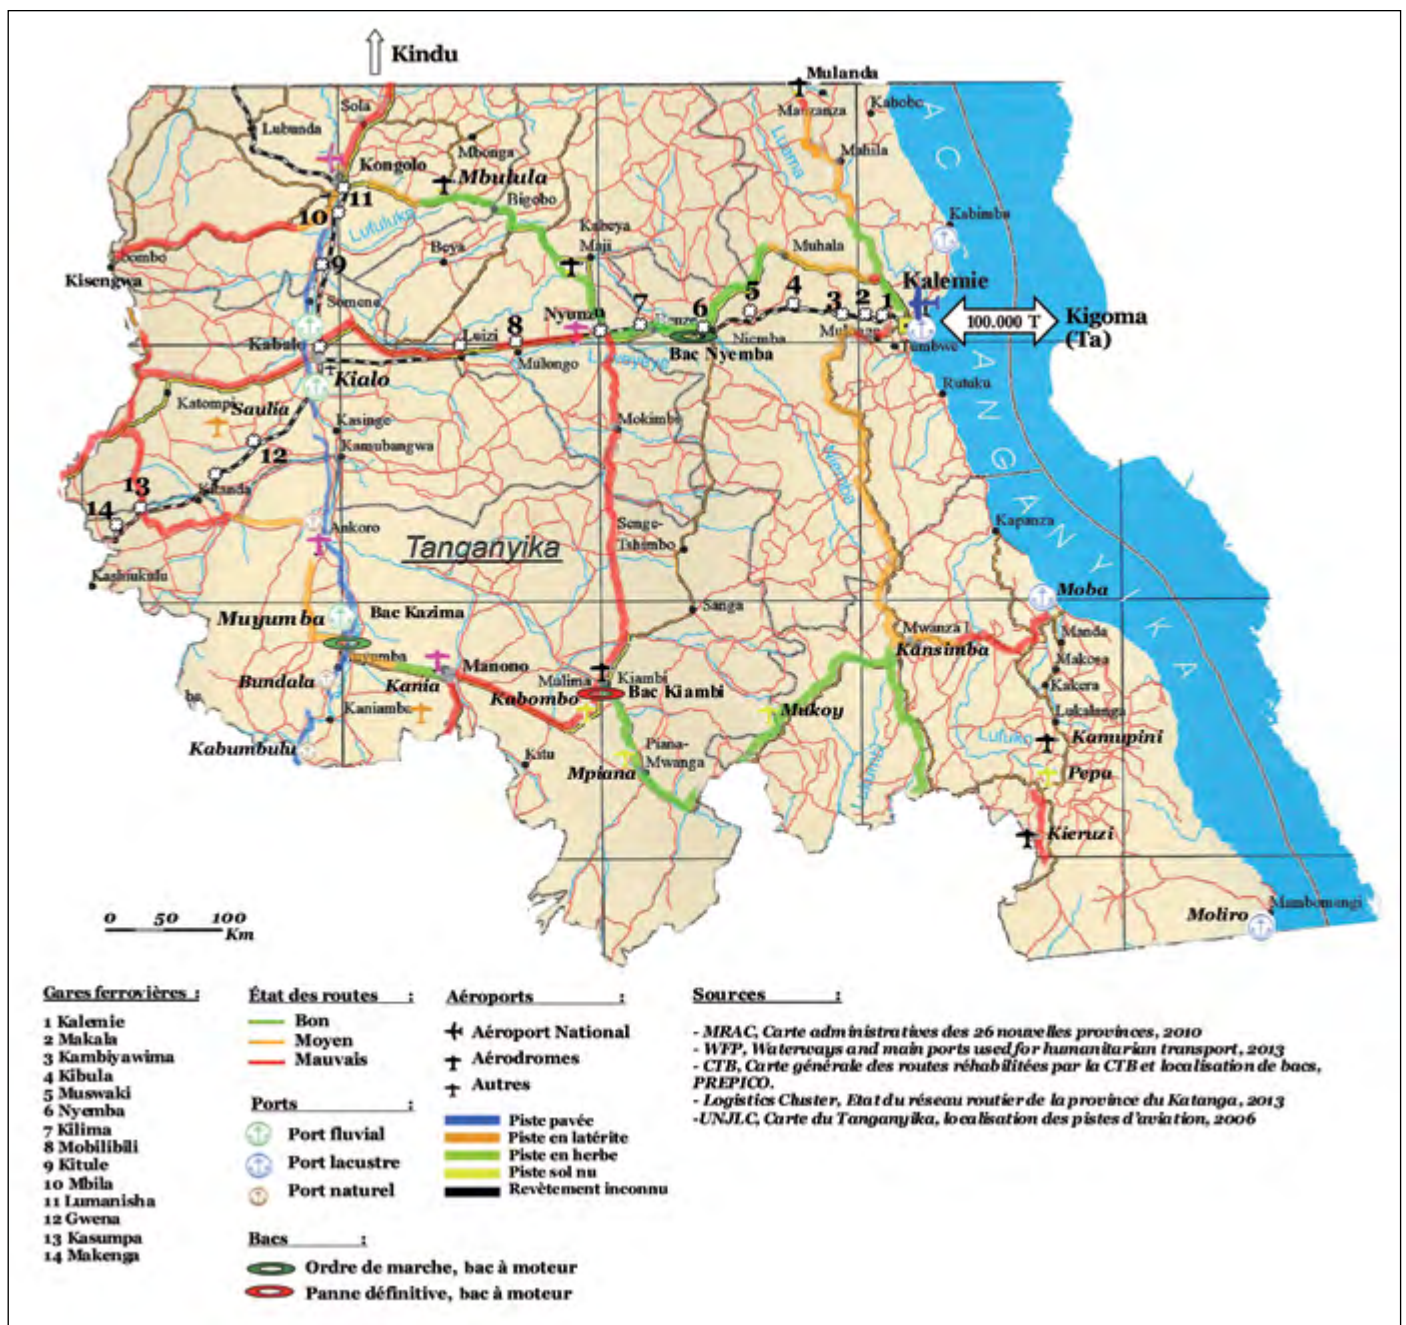 Kindu
Mulanda
Kabobo
Sola
Lubunda
Manzanza
Luama
Mbonga
Mahila
Kongolo
Mbulula
11
Bigobo
10
Lufuluka
Kabeya
Maji
Kabimba
Beya
Muhala
Kisengwa
9
Somene
Kalemie
Nyunzu
7
6
5
4
3
2
1
100.000 T
Kigoma
(Ta)
8
Luizi
Kabalo
Mulongo
Bac Nyemba
Niemba
Tumbwe
Kialo
Rutuku
Katompi
Saulia
Kasinge
Mokimbo
Kamubangwa
12
13
14
Ankoro
Senge-
Tshimbo
Kapanza
Tanganyika
Kashiukulu
Moba
Muyumba
Bac Kazima
Sanga
Mwanza I
Manda
Kansimba
Makosa
Manono
Kiambi
Mulima
Bundala
Kania
Kabombo
Bac Kiambi
Kakera
Kaniamba
Mukoy
Lukalanga
Kabumbulu
Kitu
Piana-
Mwanga
Mpiana
Kamupini
Pepa
Kieruzi
Moliro
TANGANYIKA
0 50 100
Km
Gares ferrovières :
1 Kalemie
2 Makala
3 Kambiyawima
4 Kibula
5 Muswaki
6 Nyemba
7 Kilima
8 Mobilibili
9 Kitule
10 Mbila
11 Lumanisha
12 Gwena
13 Kasumpa
14 Makenga
État des routes :
Bon
Moyen
Mauvais
Ports :
Port fluvial
Port lacustre
Port naturel
Bacs :
Ordre de marche, bac à moteur
Panne définitive, bac à moteur
Aéroports :
Aéroport National
Aérodromes
Autres
Piste pavée
Piste en latérite
Piste en herbe
Piste sol nu
Revètement inconnu
Sources :
- MRAC, Carte administratives des 26 nouvelles provinces, 2010
- WFP, Waterways and main ports used for humanitarian transport, 2013
- CTB, Carte générale des routes réhabilitées par la CTB et localisation de bacs,
PREPICO.
- Logistics Cluster, Etat du réseau routier de la province du Katanga, 2013
-UNJLC, Carte du Tanganyika, localisation des pistes d'aviation, 2006